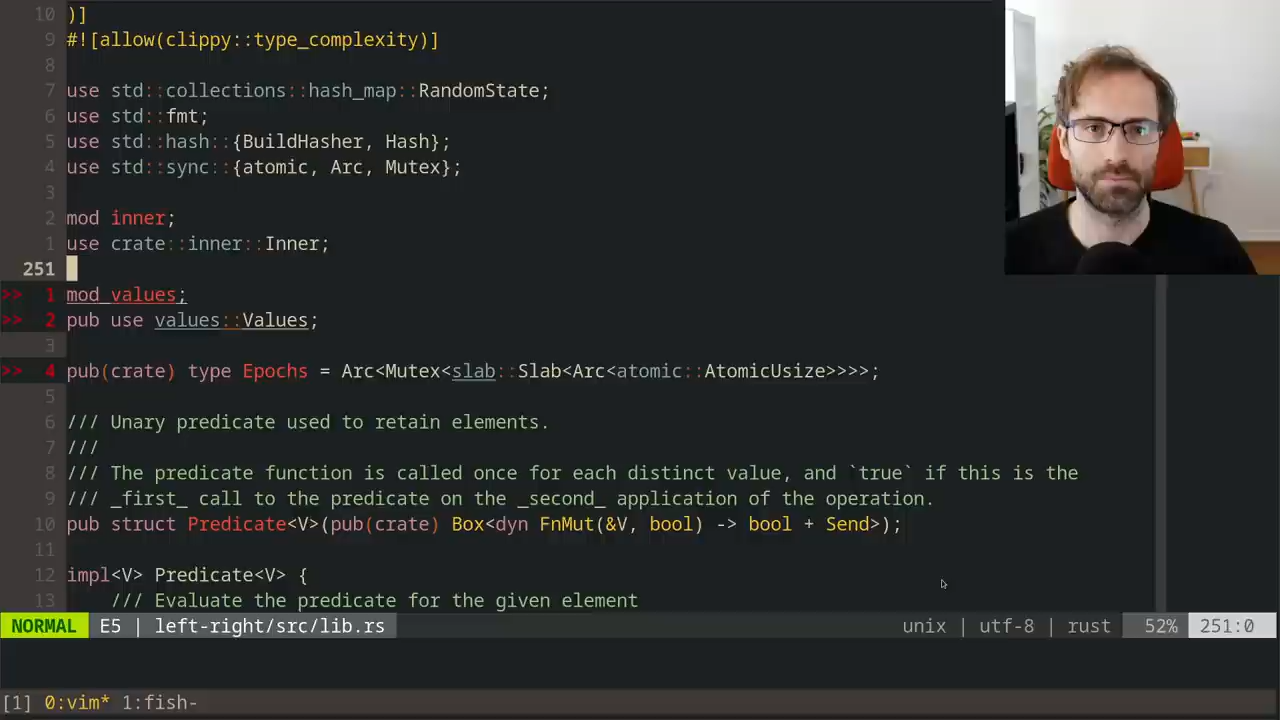 10 )]
9 #![allow(clippy::type_complexity)]
8
7 use std::collections::hash_map::RandomState;
6 use std::fmt;
5 use std::hash::{BuildHasher, Hash};
4 use std::sync::{atomic, Arc, Mutex};
3
2 mod inner;
1 use crate::inner::Inner;
251
>> 1 mod values;
>> 2 pub use values::Values;
3
>> 4 pub(crate) type Epochs = Arc<Mutex<slab::Slab<Arc<atomic::AtomicUsize>>>>;
5
6 /// Unary predicate used to retain elements.
7 ///
8 /// The predicate function is called once for each distinct value, and `true` if this is the
9 /// _first_ call to the predicate on the _second_ application of the operation.
10 pub struct Predicate<V>(pub(crate) Box<dyn FnMut(&V, bool) -> bool + Send>);
11
12 impl<V> Predicate<V> {
13 /// Evaluate the predicate for the given element
NORMAL E5 | left-right/src/lib.rs unix | utf-8 | rust 52% 251:0
[1] 0:vim* 1:fish-